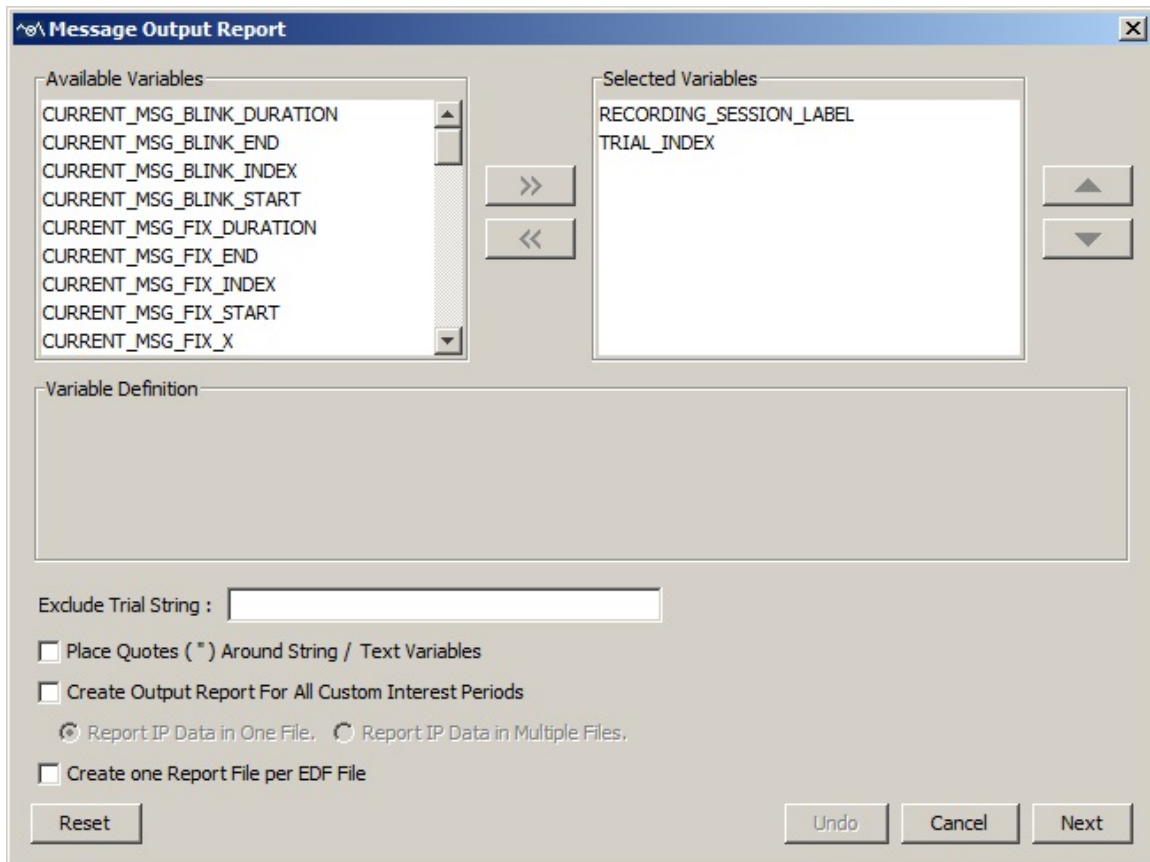 Message Output Report
Available Variables
CURRENT_MSG_BLINK_DURATION
CURRENT_MSG_BLINK_END
CURRENT_MSG_BLINK_INDEX
CURRENT_MSG_BLINK_START
CURRENT_MSG_FIX_DURATION
CURRENT_MSG_FIX_END
CURRENT_MSG_FIX_INDEX
CURRENT_MSG_FIX_START
CURRENT_MSG_FIX_X
>>
<<
Selected Variables
RECORDING_SESSION_LABEL
TRIAL_INDEX
Variable Definition
Exclude Trial String :
Place Quotes ( " ) Around String / Text Variables
Create Output Report For All Custom Interest Periods
Report IP Data in One File. Report IP Data in Multiple Files.
Create one Report File per EDF File
Reset Undo Cancel Next